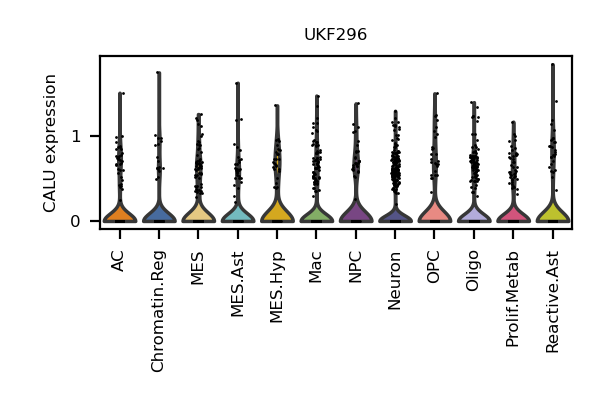 UKF296
CALU expression
1
0
AC
Chromatin.Reg
MES
MES.Ast
MES.Hyp
Mac
NPC
Neuron
OPC
Oligo
Prolif.Metab
Reactive.Ast